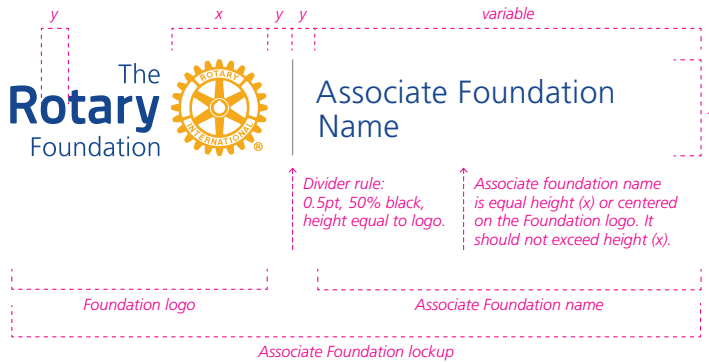 y x y y variable
The
Rotary
Foundation
ROTARY
INTERNATIONAL
®
Associate Foundation
Name
Divider rule:
0.5pt, 50% black,
height equal to logo.
Associate foundation name
is equal height (x) or centered
on the Foundation logo. It
should not exceed height (x).
Foundation logo
Associate Foundation name
Associate Foundation lockup